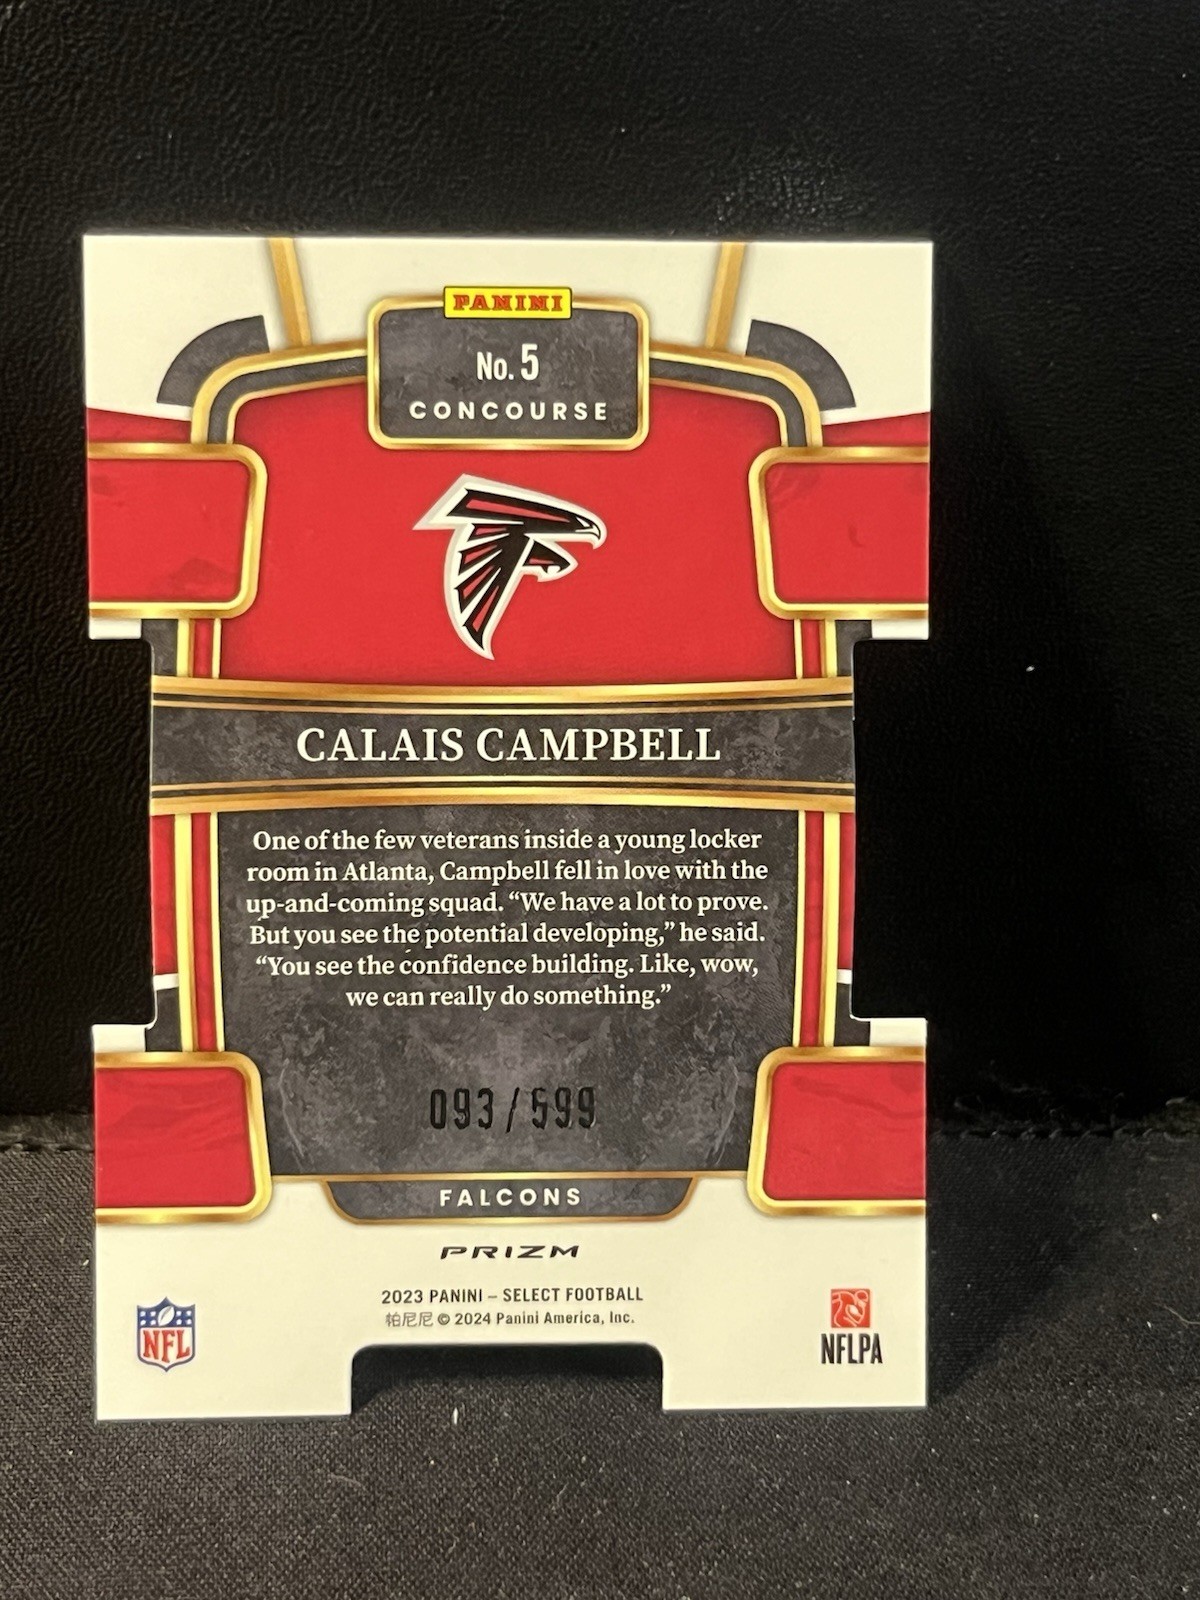 PANINI
No. 5
CONCOURSE
CALAIS CAMPBELL
One of the few veterans inside a young locker
room in Atlanta, Campbell fell in love with the
up-and-coming squad. “We have a lot to prove.
But you see the potential developing,” he said.
“You see the confidence building. Like, wow,
we can really do something.”
093/599
FALCONS
PRIZM
2023 PANINI – SELECT FOOTBALL
帕尼尼 © 2024 Panini America, Inc.
NFL
NFLPA